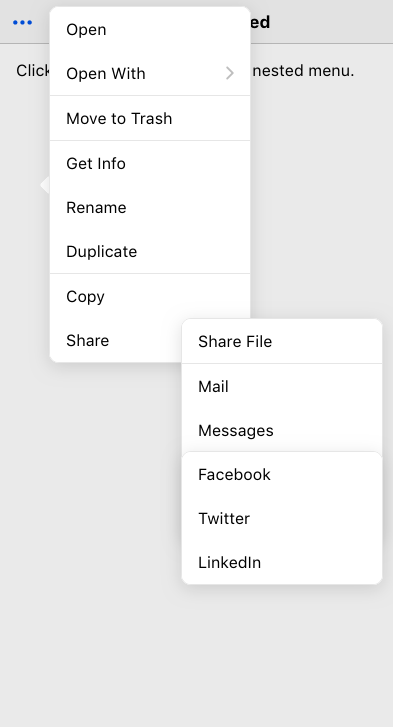 •••
ed
Click
nested menu.
Open
Open With
Move to Trash
Get Info
Rename
Duplicate
Copy
Share
Share File
Mail
Messages
Facebook
Twitter
LinkedIn